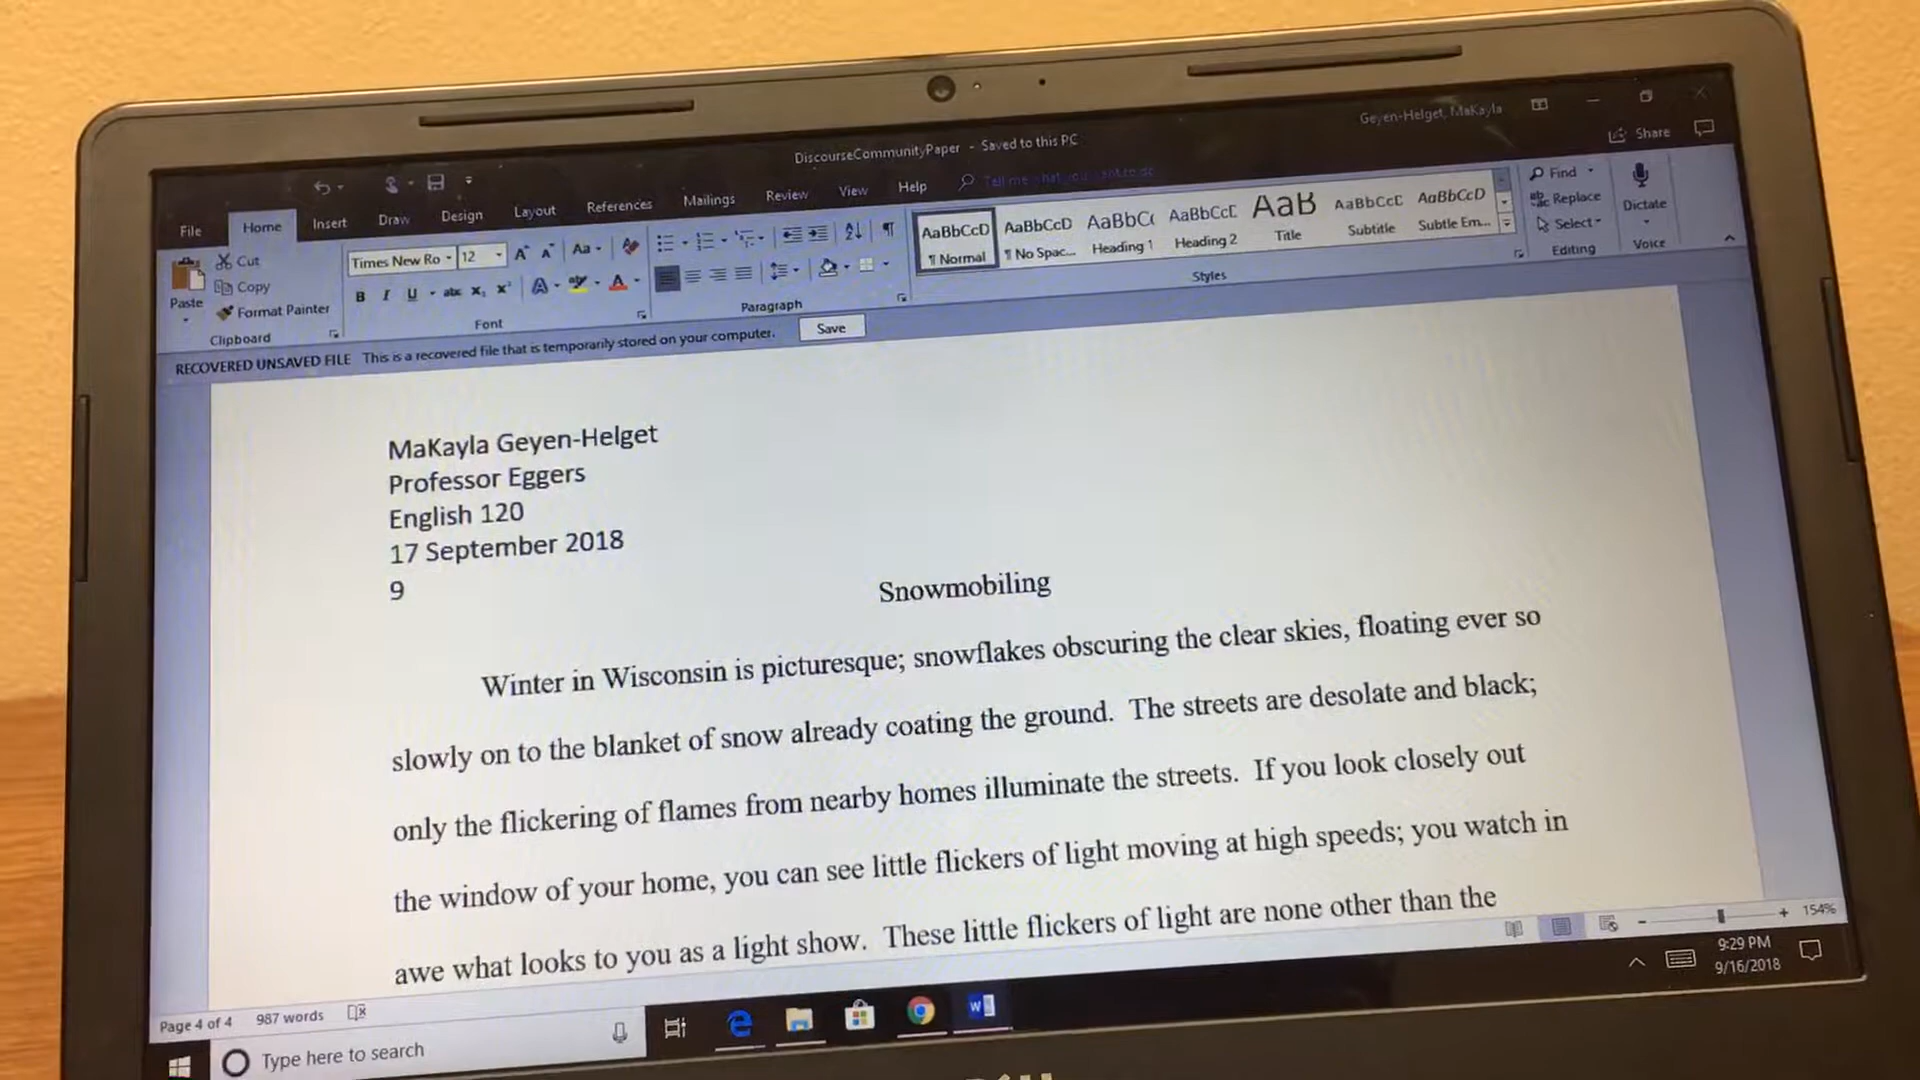 Geyen-Helget, MaKayla
DiscourseCommunityPaper - Saved to this PC
Share
File Home Insert Draw Design Layout References Mailings Review View Help Tell me what you want to do
Cut
Copy
Format Painter
Paste
Clipboard
Times New Ro 12
Font
Paragraph
AaBbCcD AaBbCcD AaBbC AaBbCcD AaB AaBbCcD AaBbCcD
¶ Normal ¶ No Spac... Heading 1 Heading 2 Title Subtitle Subtle Em...
Styles
Find
Replace
Select
Editing
Dictate
Voice
RECOVERED UNSAVED FILE This is a recovered file that is temporarily stored on your computer. Save
MaKayla Geyen-Helget
Professor Eggers
English 120
17 September 2018
9
Snowmobiling
Winter in Wisconsin is picturesque; snowflakes obscuring the clear skies, floating ever so
slowly on to the blanket of snow already coating the ground. The streets are desolate and black;
only the flickering of flames from nearby homes illuminate the streets. If you look closely out
the window of your home, you can see little flickers of light moving at high speeds; you watch in
awe what looks to you as a light show. These little flickers of light are none other than the
154%
Page 4 of 4 987 words
Type here to search
9:29 PM
9/16/2018